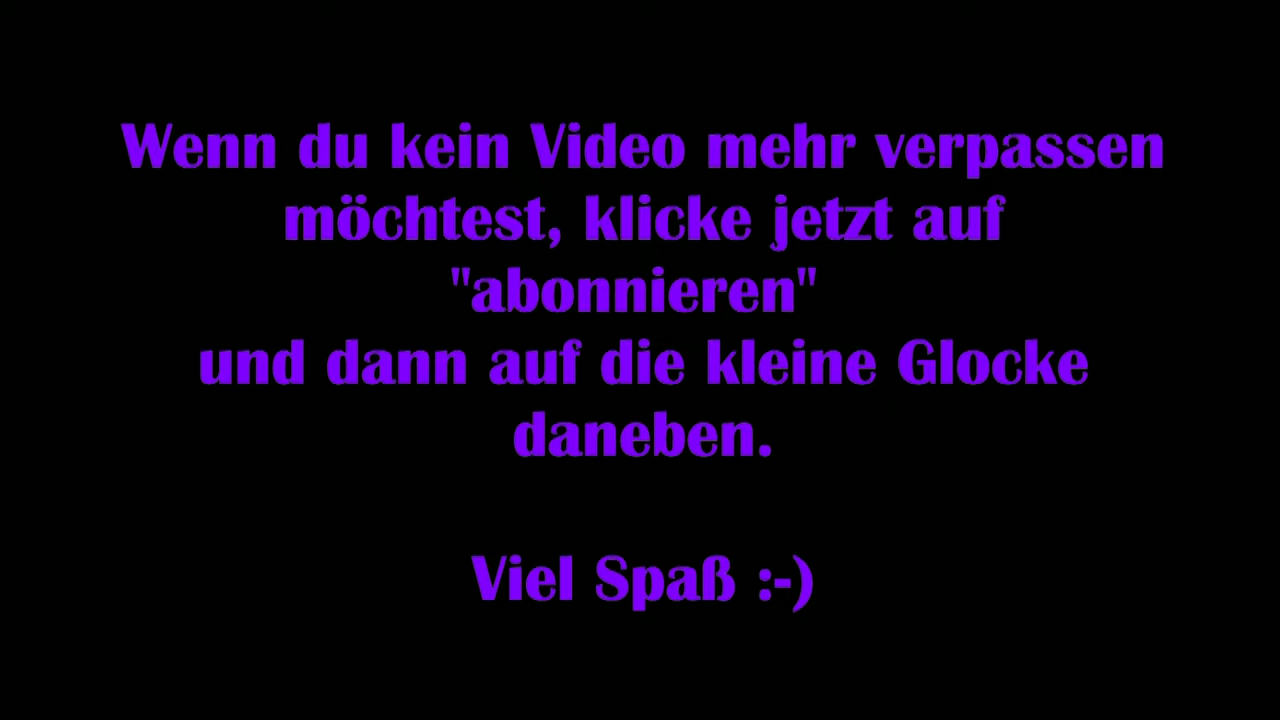 Wenn du kein Video mehr verpassen
möchtest, klicke jetzt auf
"abonnieren"
und dann auf die kleine Glocke
daneben.
Viel Spaß :-)